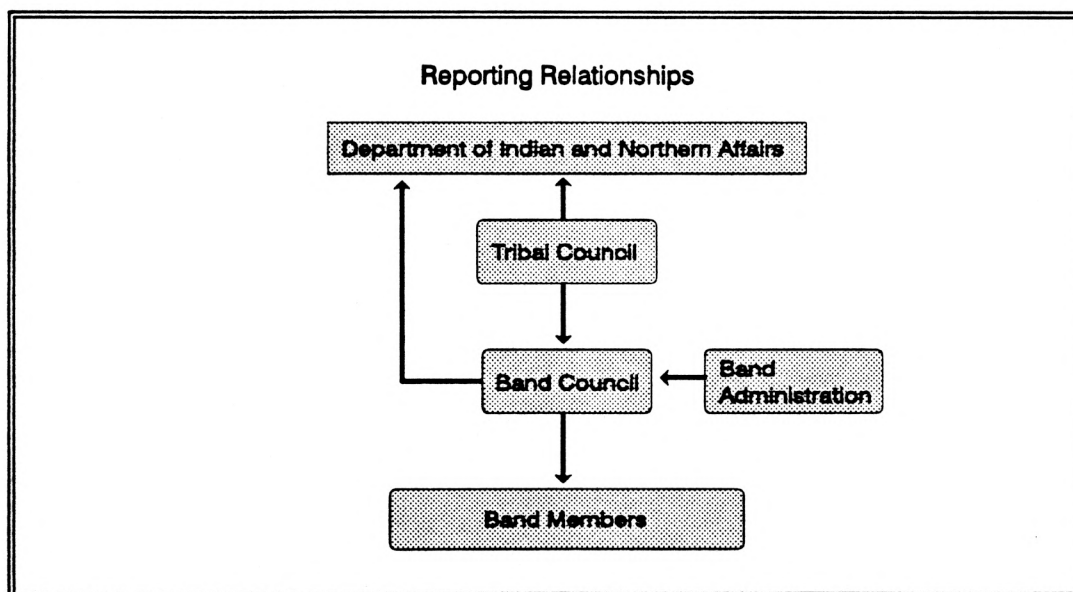 Reporting Relationships
Department of Indian and Northern Affairs
Tribal Council
Band Council
Band
Administration
Band Members